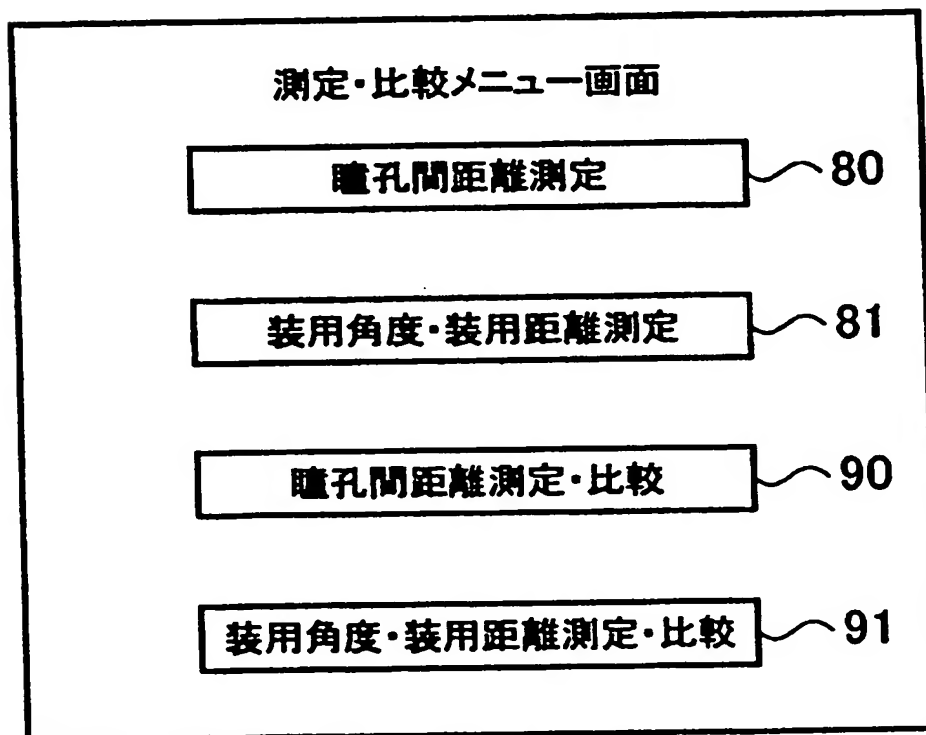 測定・比較メニュー画面
瞳孔間距離測定 80
装用角度・装用距離測定 81
瞳孔間距離測定・比較 90
装用角度・装用距離測定・比較 91